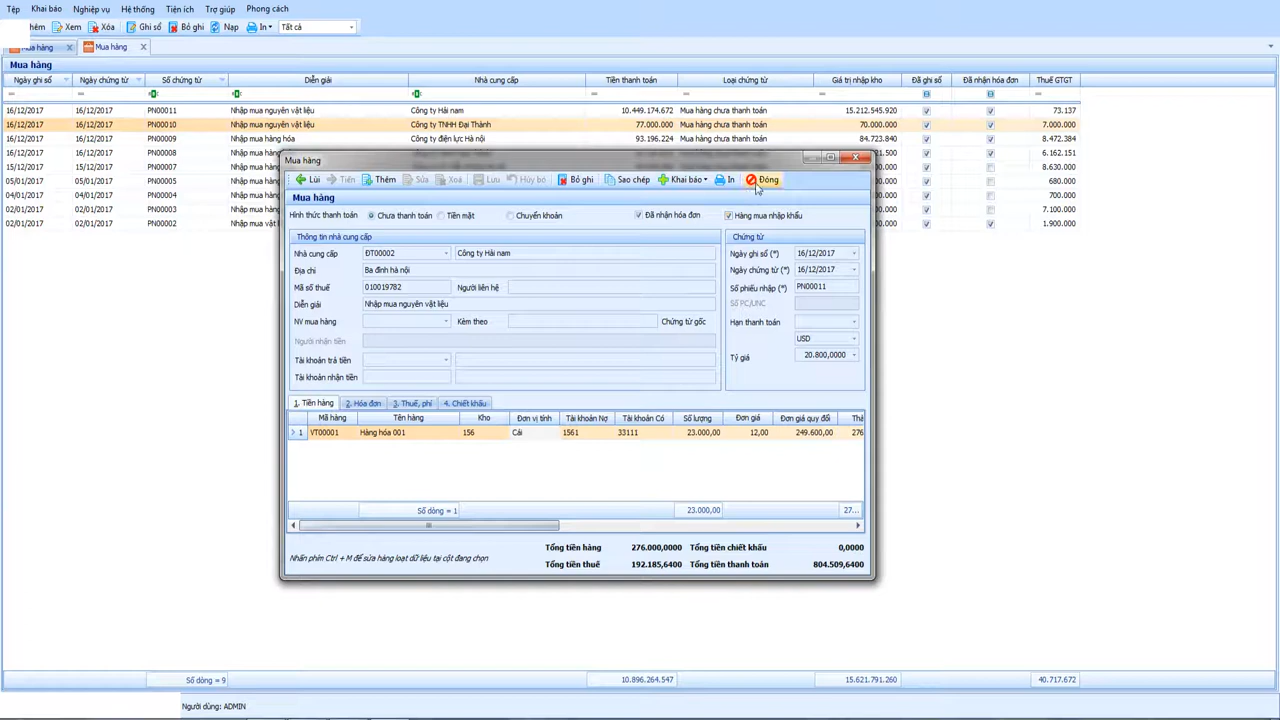 Tệp Khai báo Nghiệp vụ Hệ thống Tiện ích Trợ giúp Phong cách
Xem Xóa Ghi sổ Bỏ ghi Nạp In Tất cả
Mua hàng Mua hàng
Mua hàng
Ngày ghi sổ Ngày chứng từ Số chứng từ Diễn giải Nhà cung cấp Tiền thanh toán Loại chứng từ Giá trị nhập kho Đã ghi sổ Đã nhận hóa đơn Thuế GTGT
16/12/2017 16/12/2017 PN00011 Nhập mua nguyên vật liệu Công ty Hải nam 10.449.174.672 Mua hàng chưa thanh toán 15.212.545.920 73.137
16/12/2017 16/12/2017 PN00010 Nhập mua nguyên vật liệu Công ty TNHH Đại Thành 77.000.000 Mua hàng chưa thanh toán 70.000.000 7.000.000
16/12/2017 16/12/2017 PN00009 Nhập mua hàng hóa Công ty điện lực Hà nội 93.196.224 Mua hàng chưa thanh toán 84.723.840 8.472.384
16/12/2017 16/12/2017 PN00008 6.162.151
15/01/2017 15/01/2017 PN00007 8.630.000
05/01/2017 05/01/2017 PN00005 680.000
05/01/2017 05/01/2017 PN00004 700.000
02/01/2017 02/01/2017 PN00003 7.100.000
02/01/2017 02/01/2017 PN00002 1.900.000
Mua hàng
Lùi Tiến Thêm Sửa Xoá Lưu Hủy bỏ Bỏ ghi Sao chép Khai báo In Đóng
Mua hàng
Hình thức thanh toán Chưa thanh toán Tiền mặt Chuyển khoản Đã nhận hóa đơn Hàng mua nhập khẩu
Thông tin nhà cung cấp Chứng từ
Nhà cung cấp ĐT00002 Công ty Hải nam Ngày ghi sổ (*) 16/12/2017
Địa chỉ Ba đình hà nội Ngày chứng từ (*) 16/12/2017
Mã số thuế 010019782 Người liên hệ Số phiếu nhập (*) PN00011
Diễn giải Nhập mua nguyên vật liệu Số PC/UNC
NV mua hàng Kèm theo Chứng từ gốc Hạn thanh toán
Người nhận tiền USD
Tài khoản trả tiền Tỷ giá 20.800,0000
Tài khoản nhận tiền
1. Tiền hàng 2. Hóa đơn 3. Thuế, phí 4. Chiết khấu
Mã hàng Tên hàng Kho Đơn vị tính Tài khoản Nợ Tài khoản Có Số lượng Đơn giá Đơn giá quy đổi Thà
1 VT00001 Hàng hóa 001 156 Cái 1561 33111 23.000,00 12,00 249.600,00 276
Số dòng = 1 23.000,00 27...
Tổng tiền hàng 276.000,0000 Tổng tiền chiết khấu 0,0000
Nhấn phím Ctrl + M để sửa hàng loạt dữ liệu tại cột đang chọn
Tổng tiền thuế 192.185,6400 Tổng tiền thanh toán 804.509,6400
Số dòng = 9 10.896.264.547 15.621.791.260 40.717.672
Người dùng: ADMIN